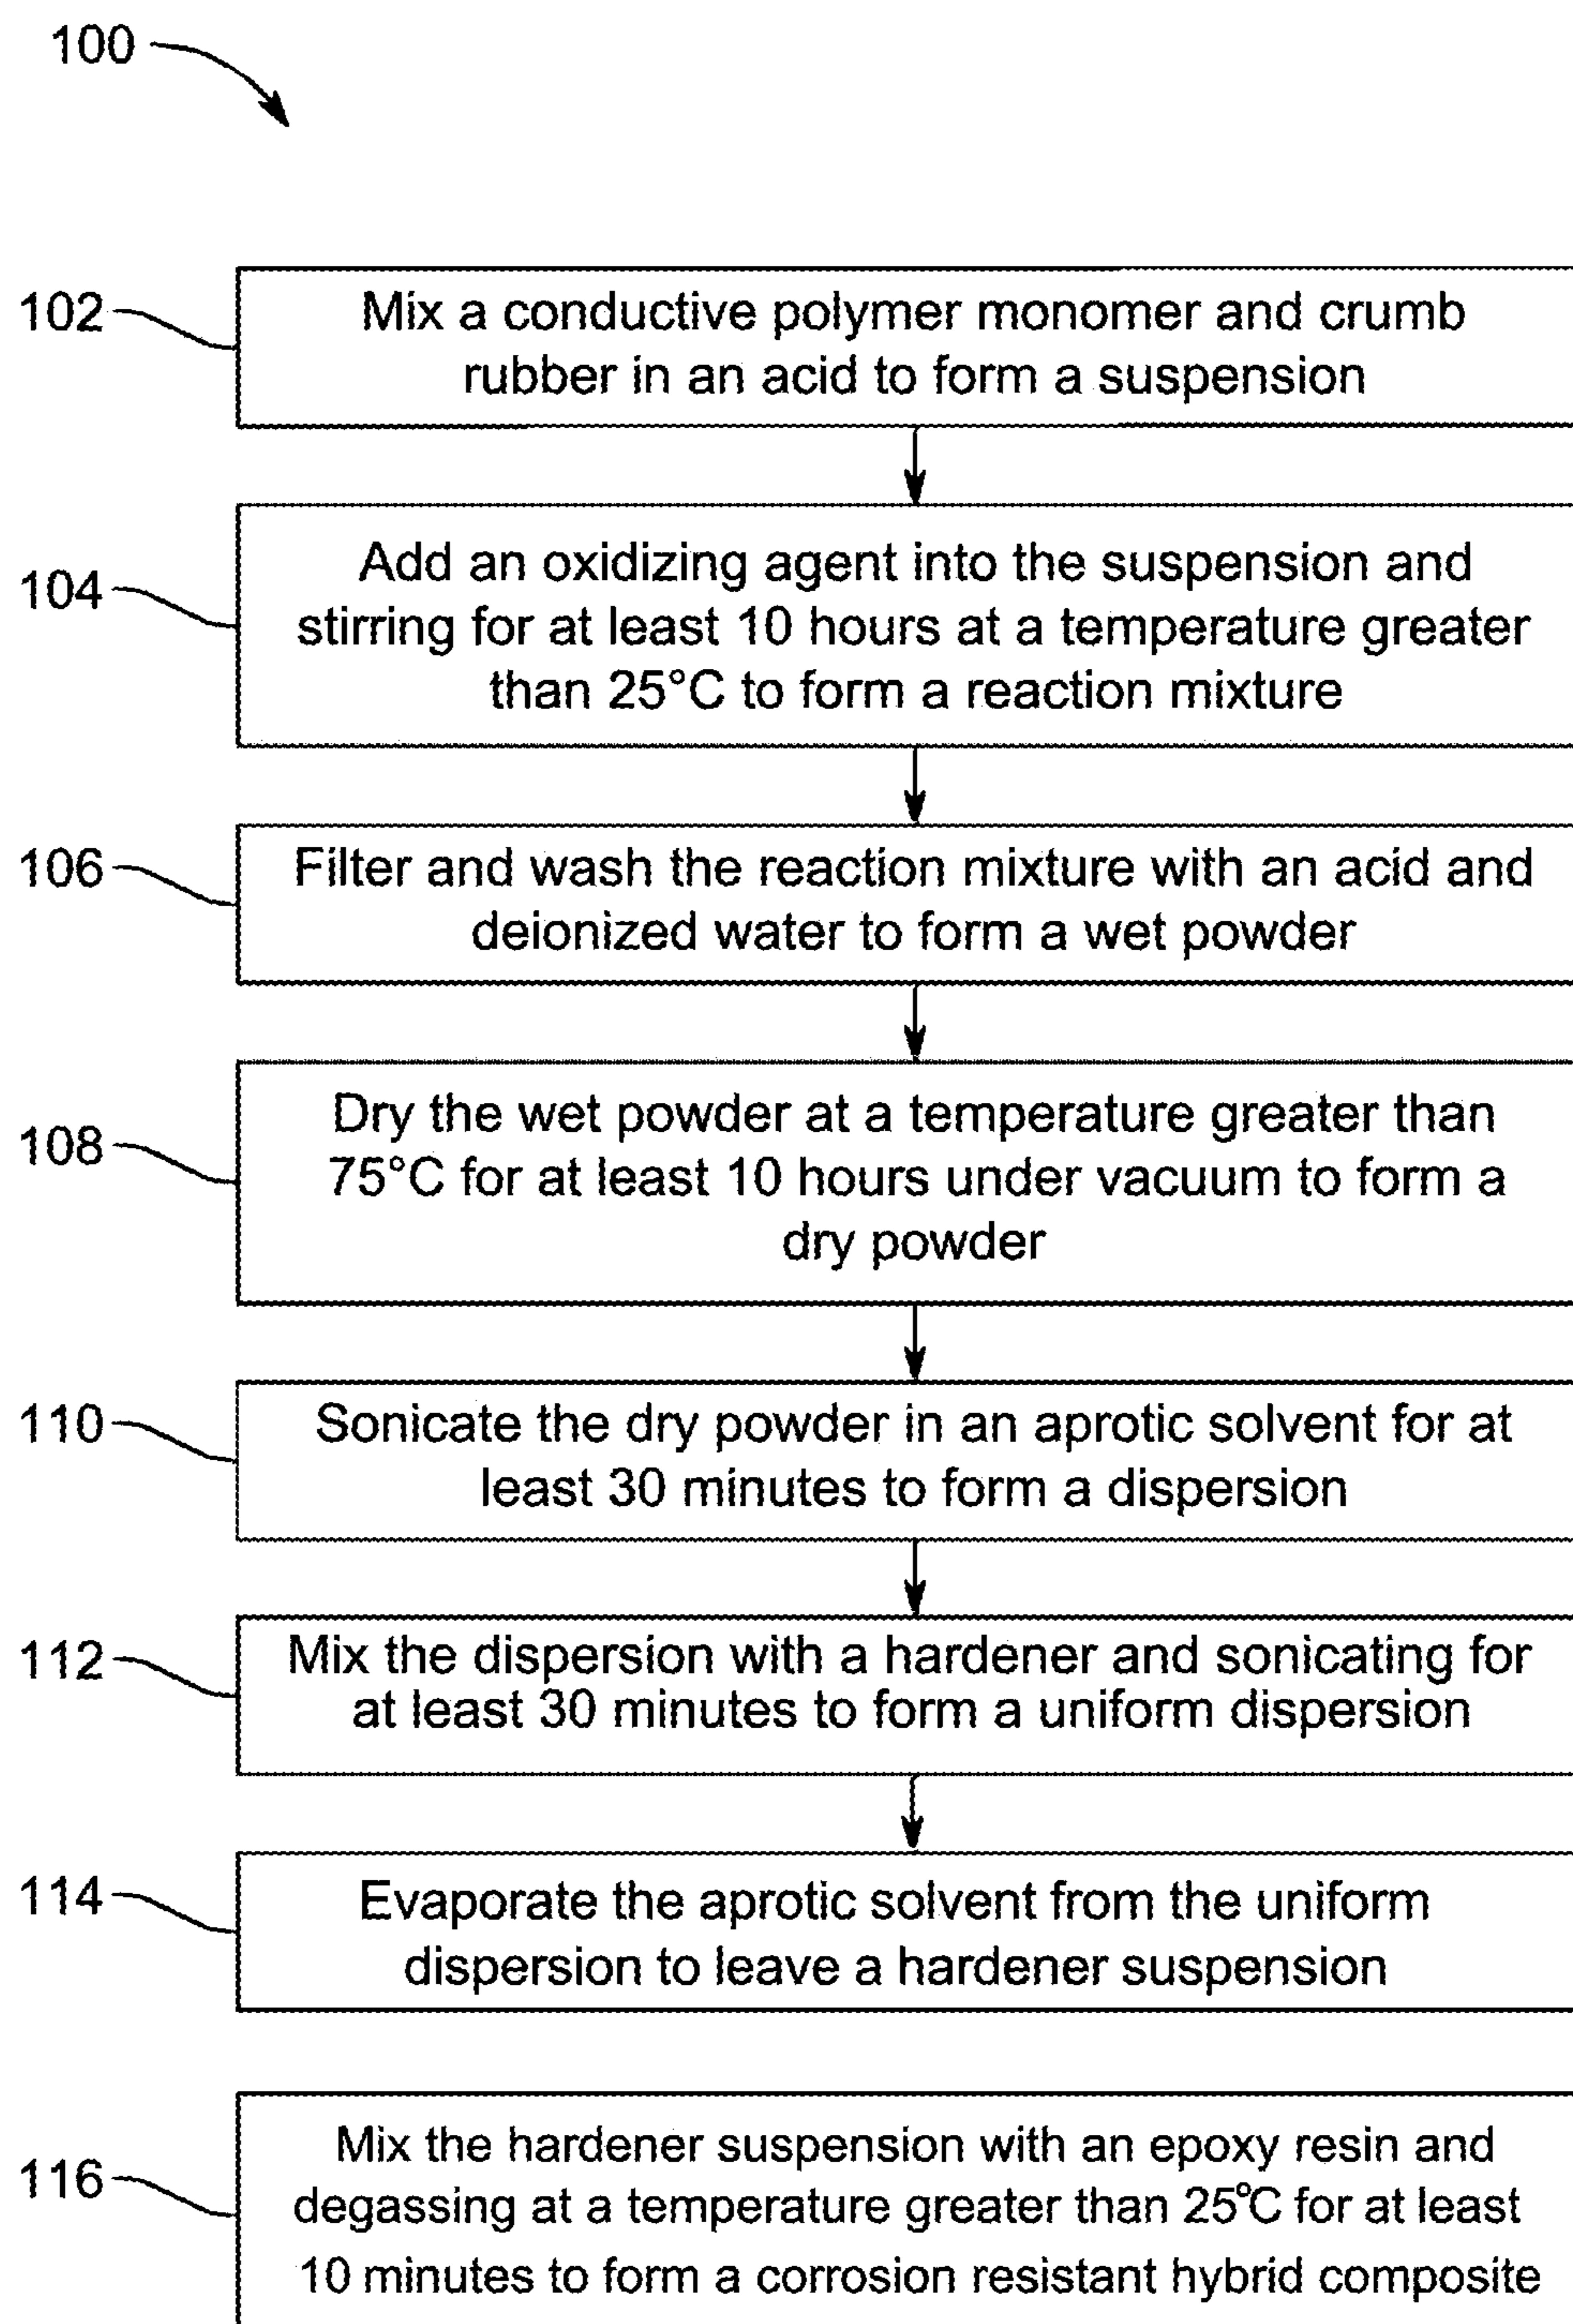 100
102
Mix a conductive polymer monomer and crumb
rubber in an acid to form a suspension
104
Add an oxidizing agent into the suspension and
stirring for at least 10 hours at a temperature greater
than 25°C to form a reaction mixture
106
Filter and wash the reaction mixture with an acid and
deionized water to form a wet powder
108
Dry the wet powder at a temperature greater than
75°C for at least 10 hours under vacuum to form a
dry powder
110
Sonicate the dry powder in an aprotic solvent for at
least 30 minutes to form a dispersion
112
Mix the dispersion with a hardener and sonicating for
at least 30 minutes to form a uniform dispersion
114
Evaporate the aprotic solvent from the uniform
dispersion to leave a hardener suspension
116
Mix the hardener suspension with an epoxy resin and
degassing at a temperature greater than 25°C for at least
10 minutes to form a corrosion resistant hybrid composite